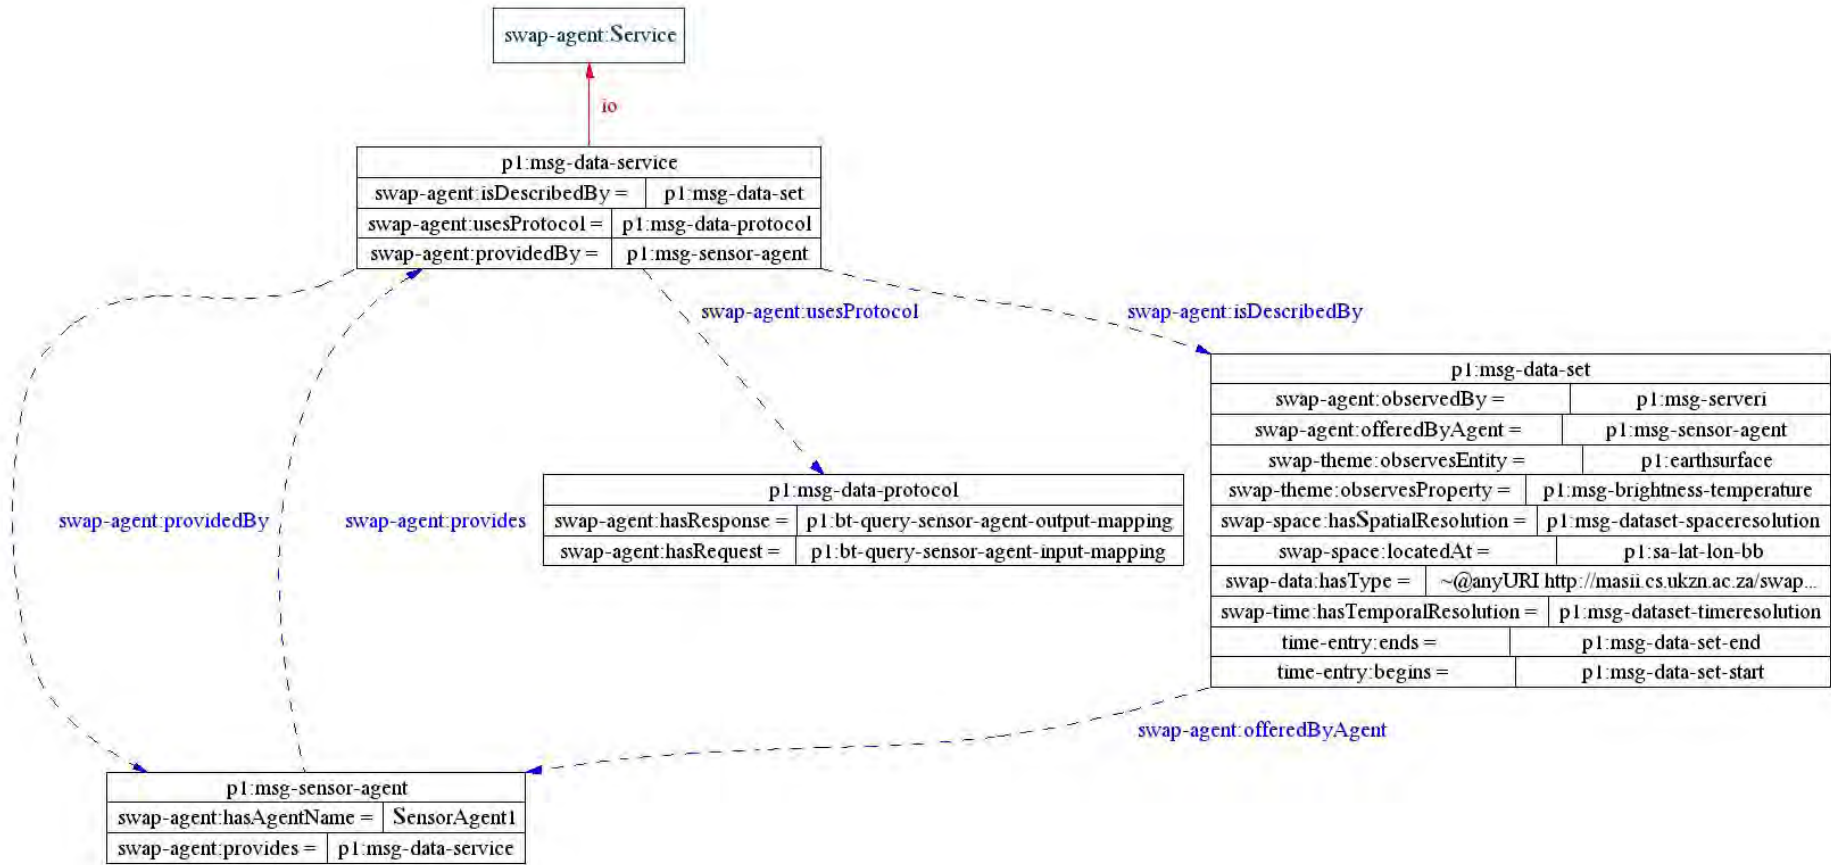 swap-agent:Service
io
p1:msg-data-service
swap-agent:isDescribedBy = p1:msg-data-set
swap-agent:usesProtocol = p1:msg-data-protocol
swap-agent:providedBy = p1:msg-sensor-agent
swap-agent:usesProtocol
swap-agent:isDescribedBy
p1:msg-data-set
swap-agent:observedBy = p1:msg-serveri
swap-agent:offeredByAgent = p1:msg-sensor-agent
swap-theme:observesEntity = p1:earthsurface
swap-theme:observesProperty = p1:msg-brightness-temperature
swap-space:hasSpatialResolution = p1:msg-dataset-spaceresolution
swap-space:locatedAt = p1:sa-lat-lon-bb
swap-data:hasType = ~@anyURI http://masii.cs.ukzn.ac.za/swap...
swap-time:hasTemporalResolution = p1:msg-dataset-timeresolution
time-entry:ends = p1:msg-data-set-end
time-entry:begins = p1:msg-data-set-start
p1:msg-data-protocol
swap-agent:hasResponse = p1:bt-query-sensor-agent-output-mapping
swap-agent:hasRequest = p1:bt-query-sensor-agent-input-mapping
swap-agent:providedBy
swap-agent:provides
swap-agent:offeredByAgent
p1:msg-sensor-agent
swap-agent:hasAgentName = SensorAgent1
swap-agent:provides = p1:msg-data-service